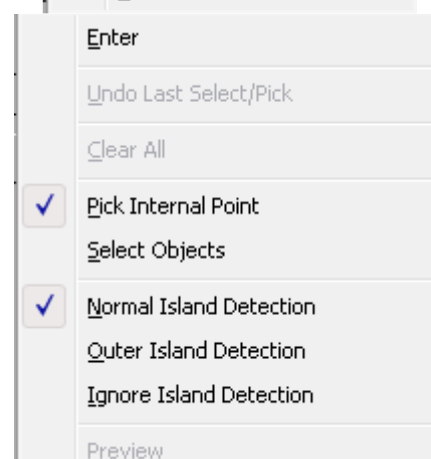 Enter
Undo Last Select/Pick
Clear All
Pick Internal Point
Select Objects
Normal Island Detection
Outer Island Detection
Ignore Island Detection
Preview